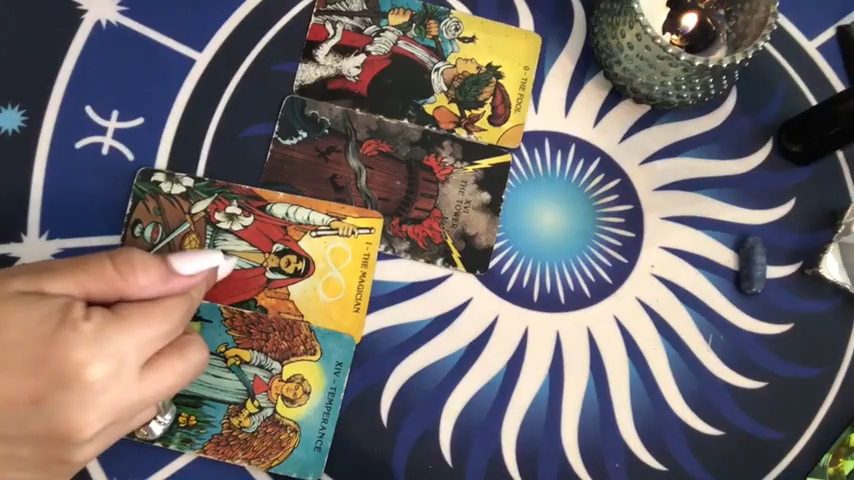 0 - THE FOOL
XVI
THE TOWER
I - THE MAGICIAN
XIV - TEMPERANCE